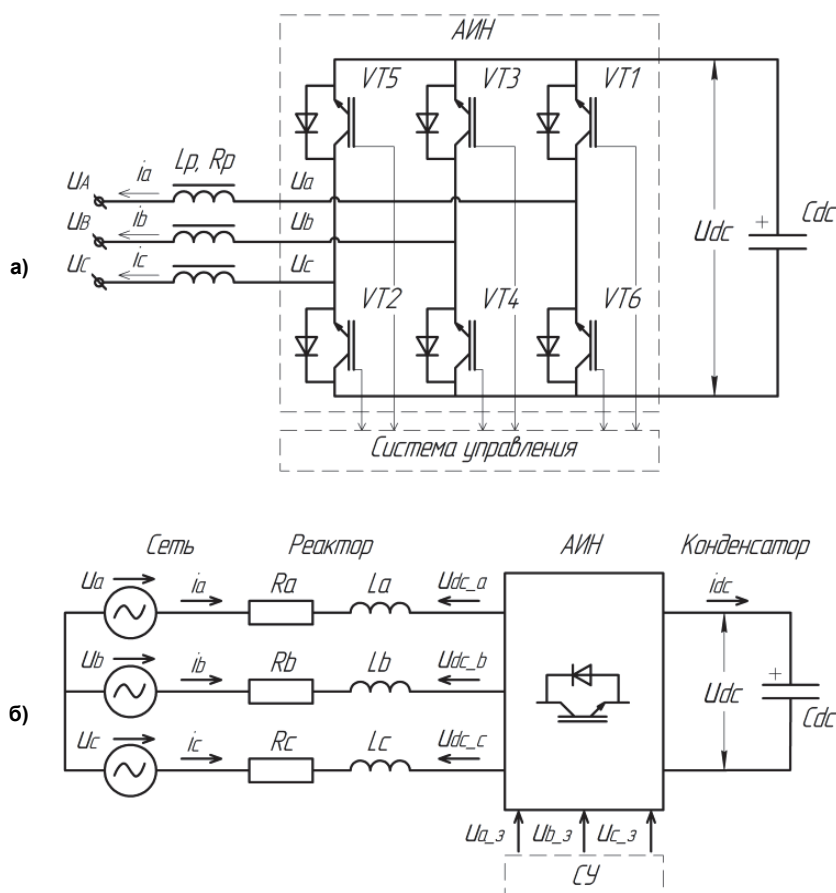 АИН
VT5 VT3 VT1
Lp, Rp
UA ia Ua
UB ib Ub
Udc + Cdc
а)
UC ic Uc
VT2 VT4 VT6
Система управления
Сеть Реактор АИН Конденсатор
Ua ia Ra La Udc_a idc
Ub ib Rb Lb Udc_b
Udc + Cdc
б)
Uc ic Rc Lc Udc_c
Ua_з Ub_з Uc_з
СУ